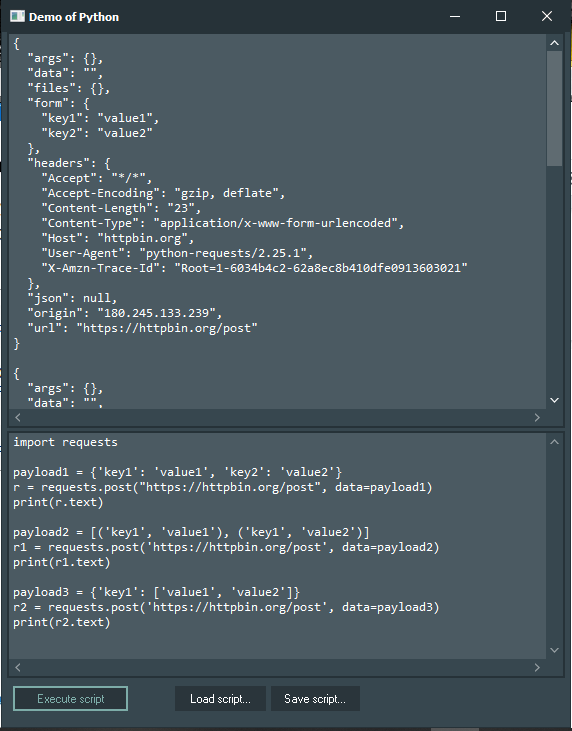 Demo of Python
{
  "args": {},
  "data": "",
  "files": {},
  "form": {
    "key1": "value1",
    "key2": "value2"
  },
  "headers": {
    "Accept": "*/*",
    "Accept-Encoding": "gzip, deflate",
    "Content-Length": "23",
    "Content-Type": "application/x-www-form-urlencoded",
    "Host": "httpbin.org",
    "User-Agent": "python-requests/2.25.1",
    "X-Amzn-Trace-Id": "Root=1-6034b4c2-62a8ec8b410dfe0913603021"
  },
  "json": null,
  "origin": "180.245.133.239",
  "url": "https://httpbin.org/post"
}
{
  "args": {},
  "data": "",
import requests
payload1 = {'key1': 'value1', 'key2': 'value2'}
r = requests.post("https://httpbin.org/post", data=payload1)
print(r.text)
payload2 = [('key1', 'value1'), ('key1', 'value2')]
r1 = requests.post('https://httpbin.org/post', data=payload2)
print(r1.text)
payload3 = {'key1': ['value1', 'value2']}
r2 = requests.post('https://httpbin.org/post', data=payload3)
print(r2.text)
Execute script
Load script...
Save script...